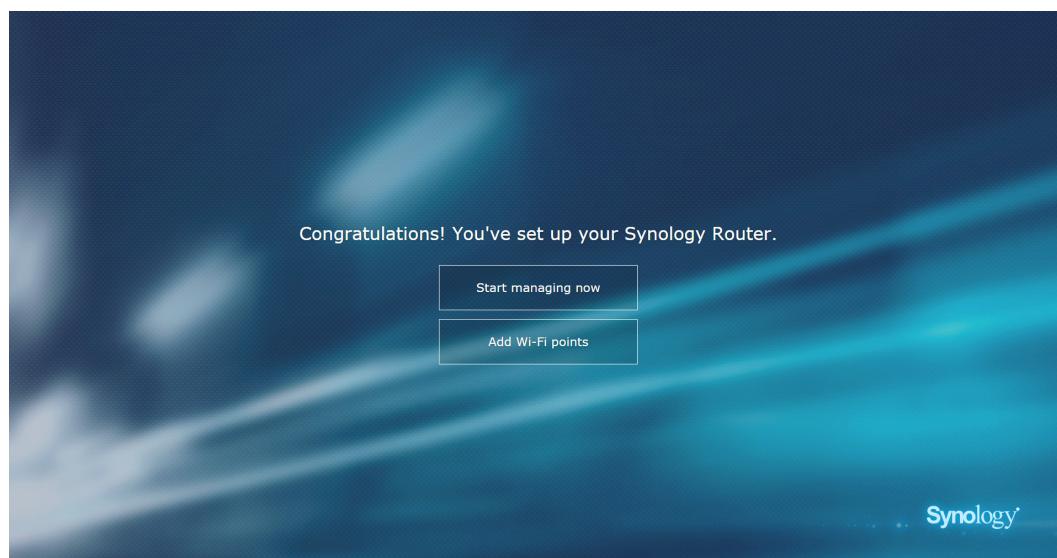 Congratulations! You've set up your Synology Router.
Start managing now
Add Wi-Fi points
Synology